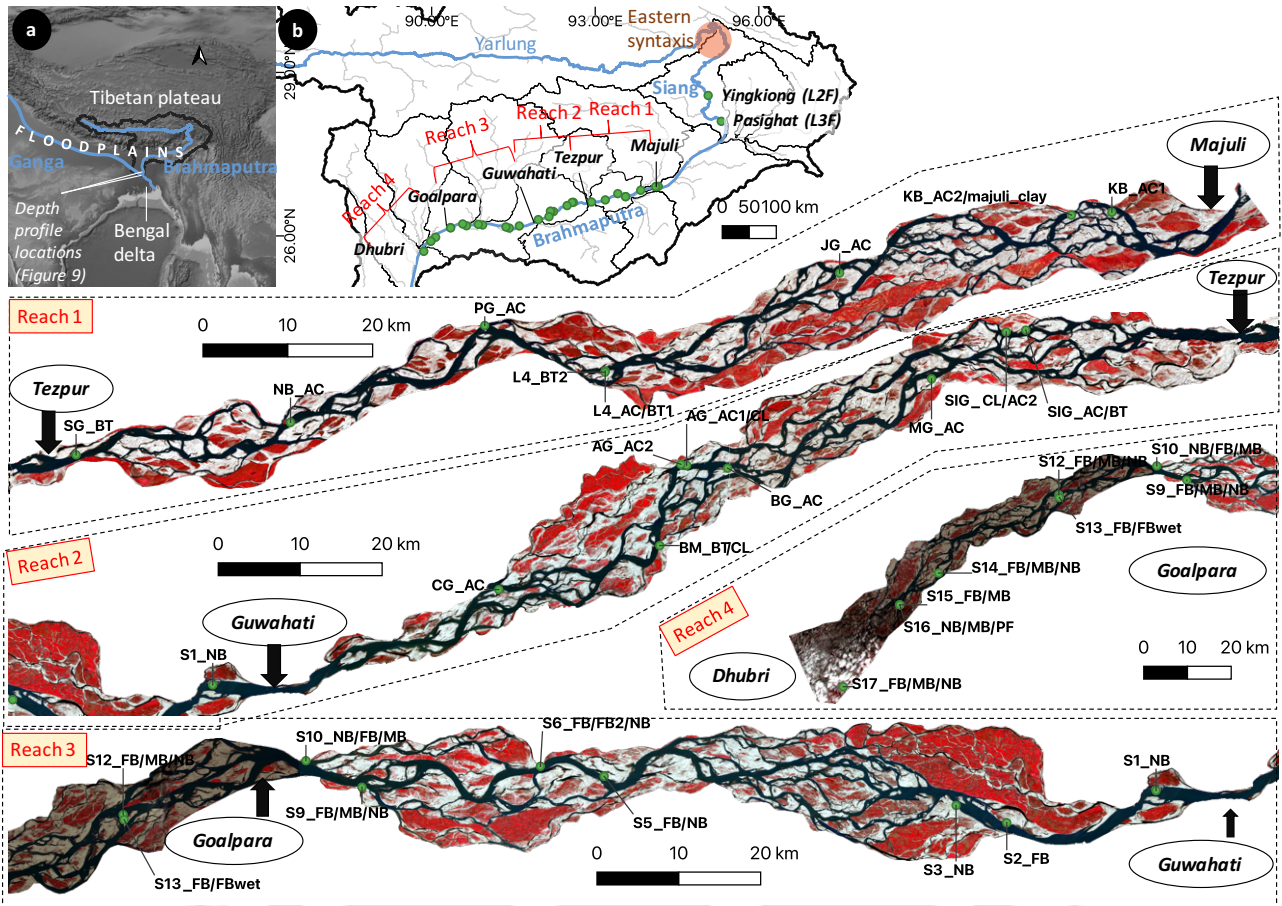 a
Tibetan plateau
FLOODPLAINS
Ganga
Brahmaputra
Depth
profile
locations
(Figure 9)
Bengal
delta
b
90.00°E
93.00°E
96.00°E
29.00°N
26.00°N
Eastern
syntaxis
Yarlung
Siang
Yingkiong (L2F)
Pasighat (L3F)
Reach 1
Reach 2
Reach 3
Reach 4
Majuli
Tezpur
Guwahati
Goalpara
Dhubri
Brahmaputra
0 50100 km
Reach 1
0 10 20 km
Majuli
KB_AC1
KB_AC2/majuli_clay
JG_AC
PG_AC
L4_BT2
L4_AC/BT1
NB_AC
SG_BT
Tezpur
Reach 2
0 10 20 km
Tezpur
SIG_CL/AC2
SIG_AC/BT
MG_AC
AG_AC1/CL
AG_AC2
BG_AC
BM_BT/CL
CG_AC
Guwahati
S1_NB
Reach 4
S12_FB/MB/NB
S10_NB/FB/MB
S9_FB/MB/NB
S13_FB/FBwet
S14_FB/MB/NB
S15_FB/MB
S16_NB/MB/PF
S17_FB/MB/NB
Goalpara
Dhubri
0 10 20 km
Reach 3
S12_FB/MB/NB
S10_NB/FB/MB
S9_FB/MB/NB
S6_FB/FB2/NB
S5_FB/NB
S3_NB
S2_FB
S1_NB
S13_FB/FBwet
Goalpara
Guwahati
0 10 20 km